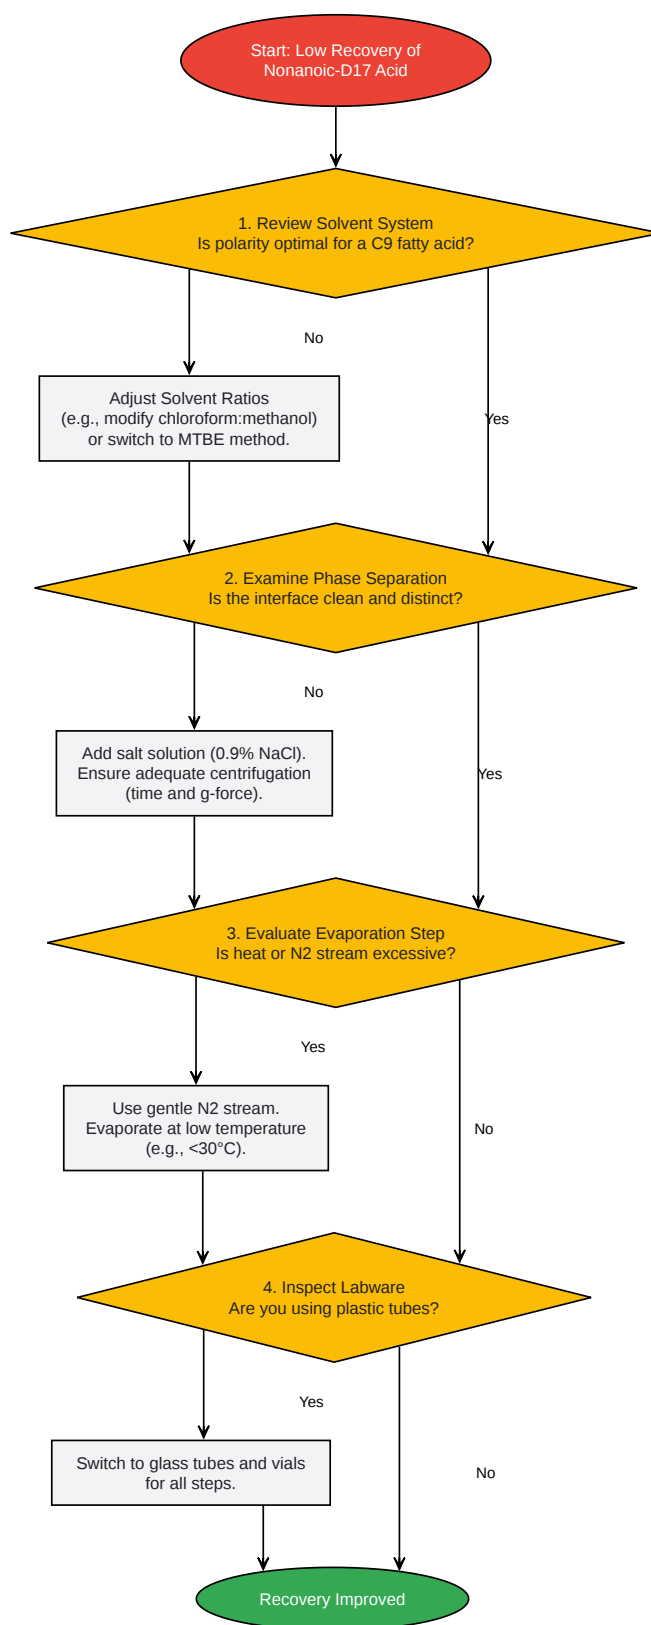 Start: Low Recovery of
Nonanoic-D17 Acid
1. Review Solvent System
Is polarity optimal for a C9 fatty acid?
No
Adjust Solvent Ratios
(e.g., modify chloroform:methanol)
or switch to MTBE method.
Yes
2. Examine Phase Separation
Is the interface clean and distinct?
No
Add salt solution (0.9% NaCl).
Ensure adequate centrifugation
(time and g-force).
Yes
3. Evaluate Evaporation Step
Is heat or N2 stream excessive?
Yes
Use gentle N2 stream.
Evaporate at low temperature
(e.g., <30°C).
No
4. Inspect Labware
Are you using plastic tubes?
Yes
Switch to glass tubes and vials
for all steps.
No
Recovery Improved